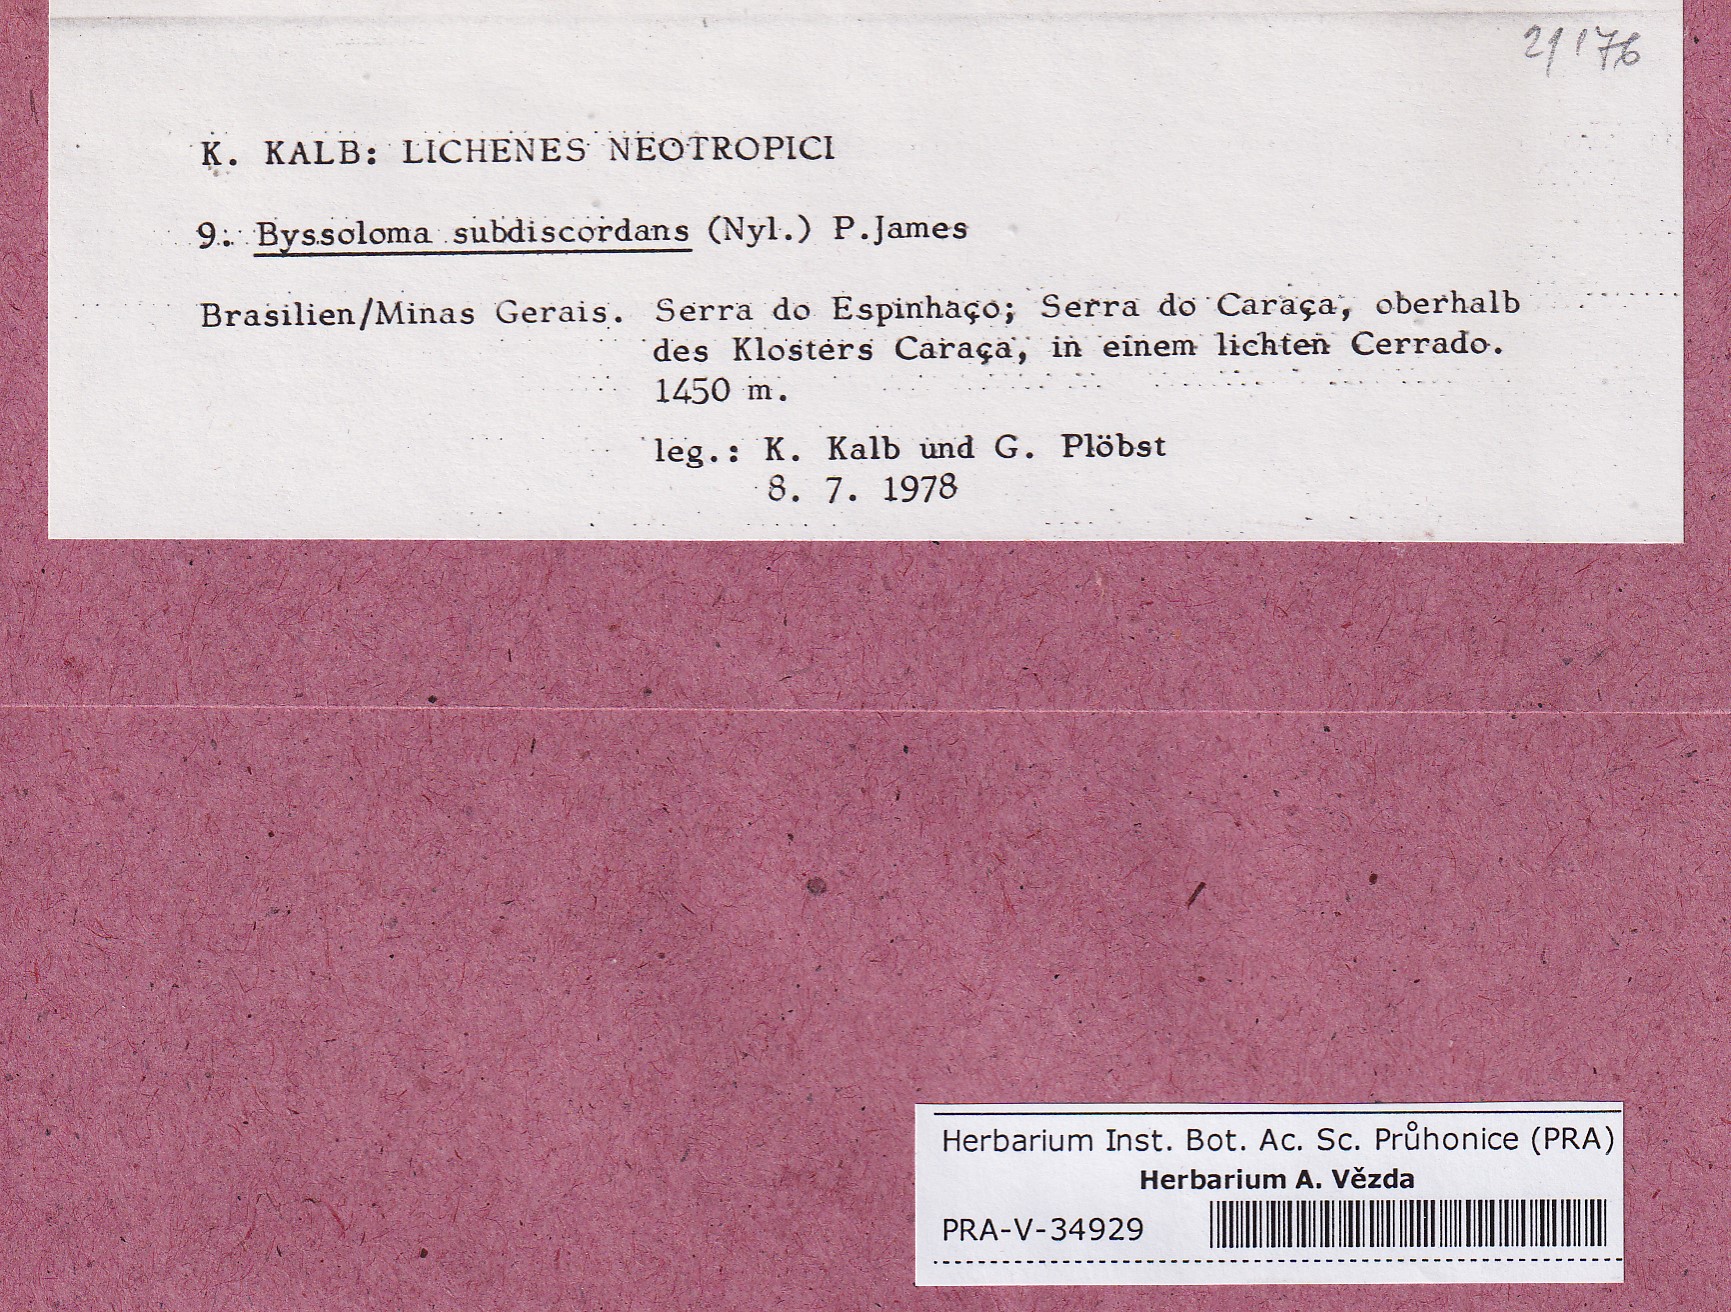 K. KALB: LICHENES NEOTROPICI
9. Byssoloma subdiscordans (Nyl.) P.James
Brasilien/Minas Gerais. Serra do Espinhaço; Serra do Caraça, oberhalb
des Klosters Caraça, in einem lichten Cerrado.
1450 m.
leg.: K. Kalb und G. Plöbst
8. 7. 1978
Herbarium Inst. Bot. Ac. Sc. Průhonice (PRA)
Herbarium A. Vězda
PRA-V-34929